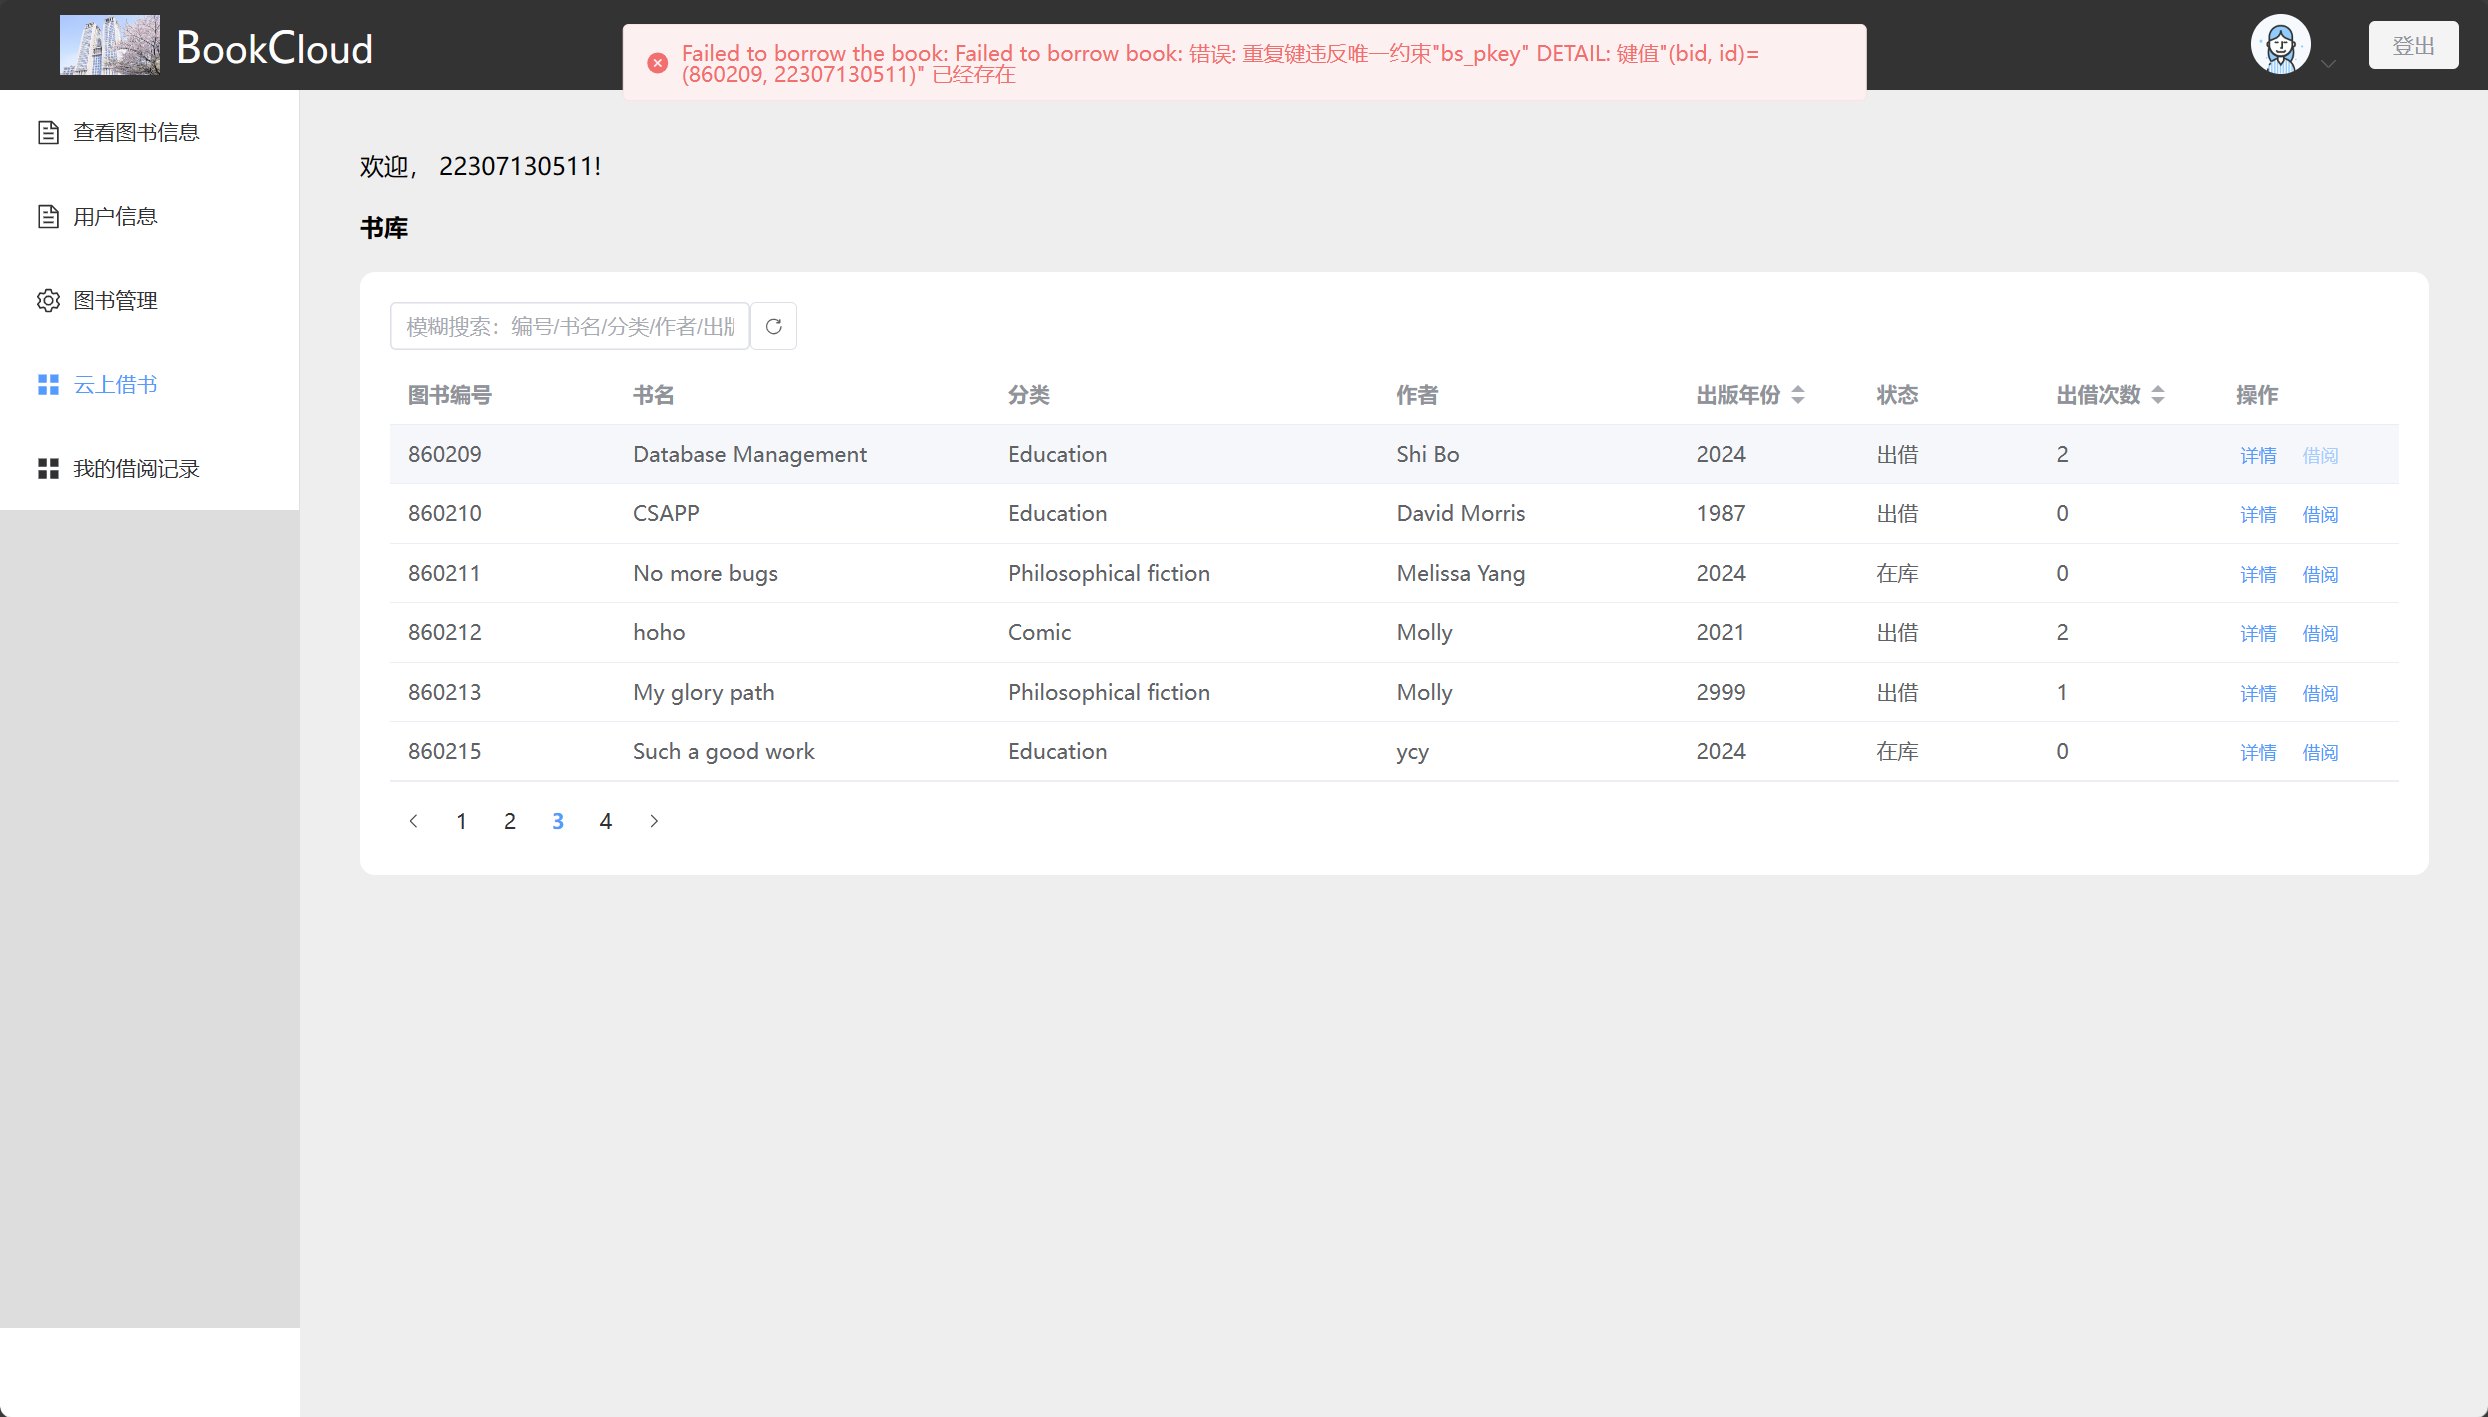 BookCloud
Failed to borrow the book: Failed to borrow book: 错误: 重复键违反唯一约束"bs_pkey" DETAIL: 键值"(bid, id)=
(860209, 22307130511)" 已经存在
登出
查看图书信息
用户信息
图书管理
云上借书
我的借阅记录
欢迎， 22307130511!
书库
模糊搜索：编号/书名/分类/作者/出版
图书编号 书名 分类 作者 出版年份 状态 出借次数 操作
860209 Database Management Education Shi Bo 2024 出借 2 详情 借阅
860210 CSAPP Education David Morris 1987 出借 0 详情 借阅
860211 No more bugs Philosophical fiction Melissa Yang 2024 在库 0 详情 借阅
860212 hoho Comic Molly 2021 出借 2 详情 借阅
860213 My glory path Philosophical fiction Molly 2999 出借 1 详情 借阅
860215 Such a good work Education ycy 2024 在库 0 详情 借阅
1 2 3 4